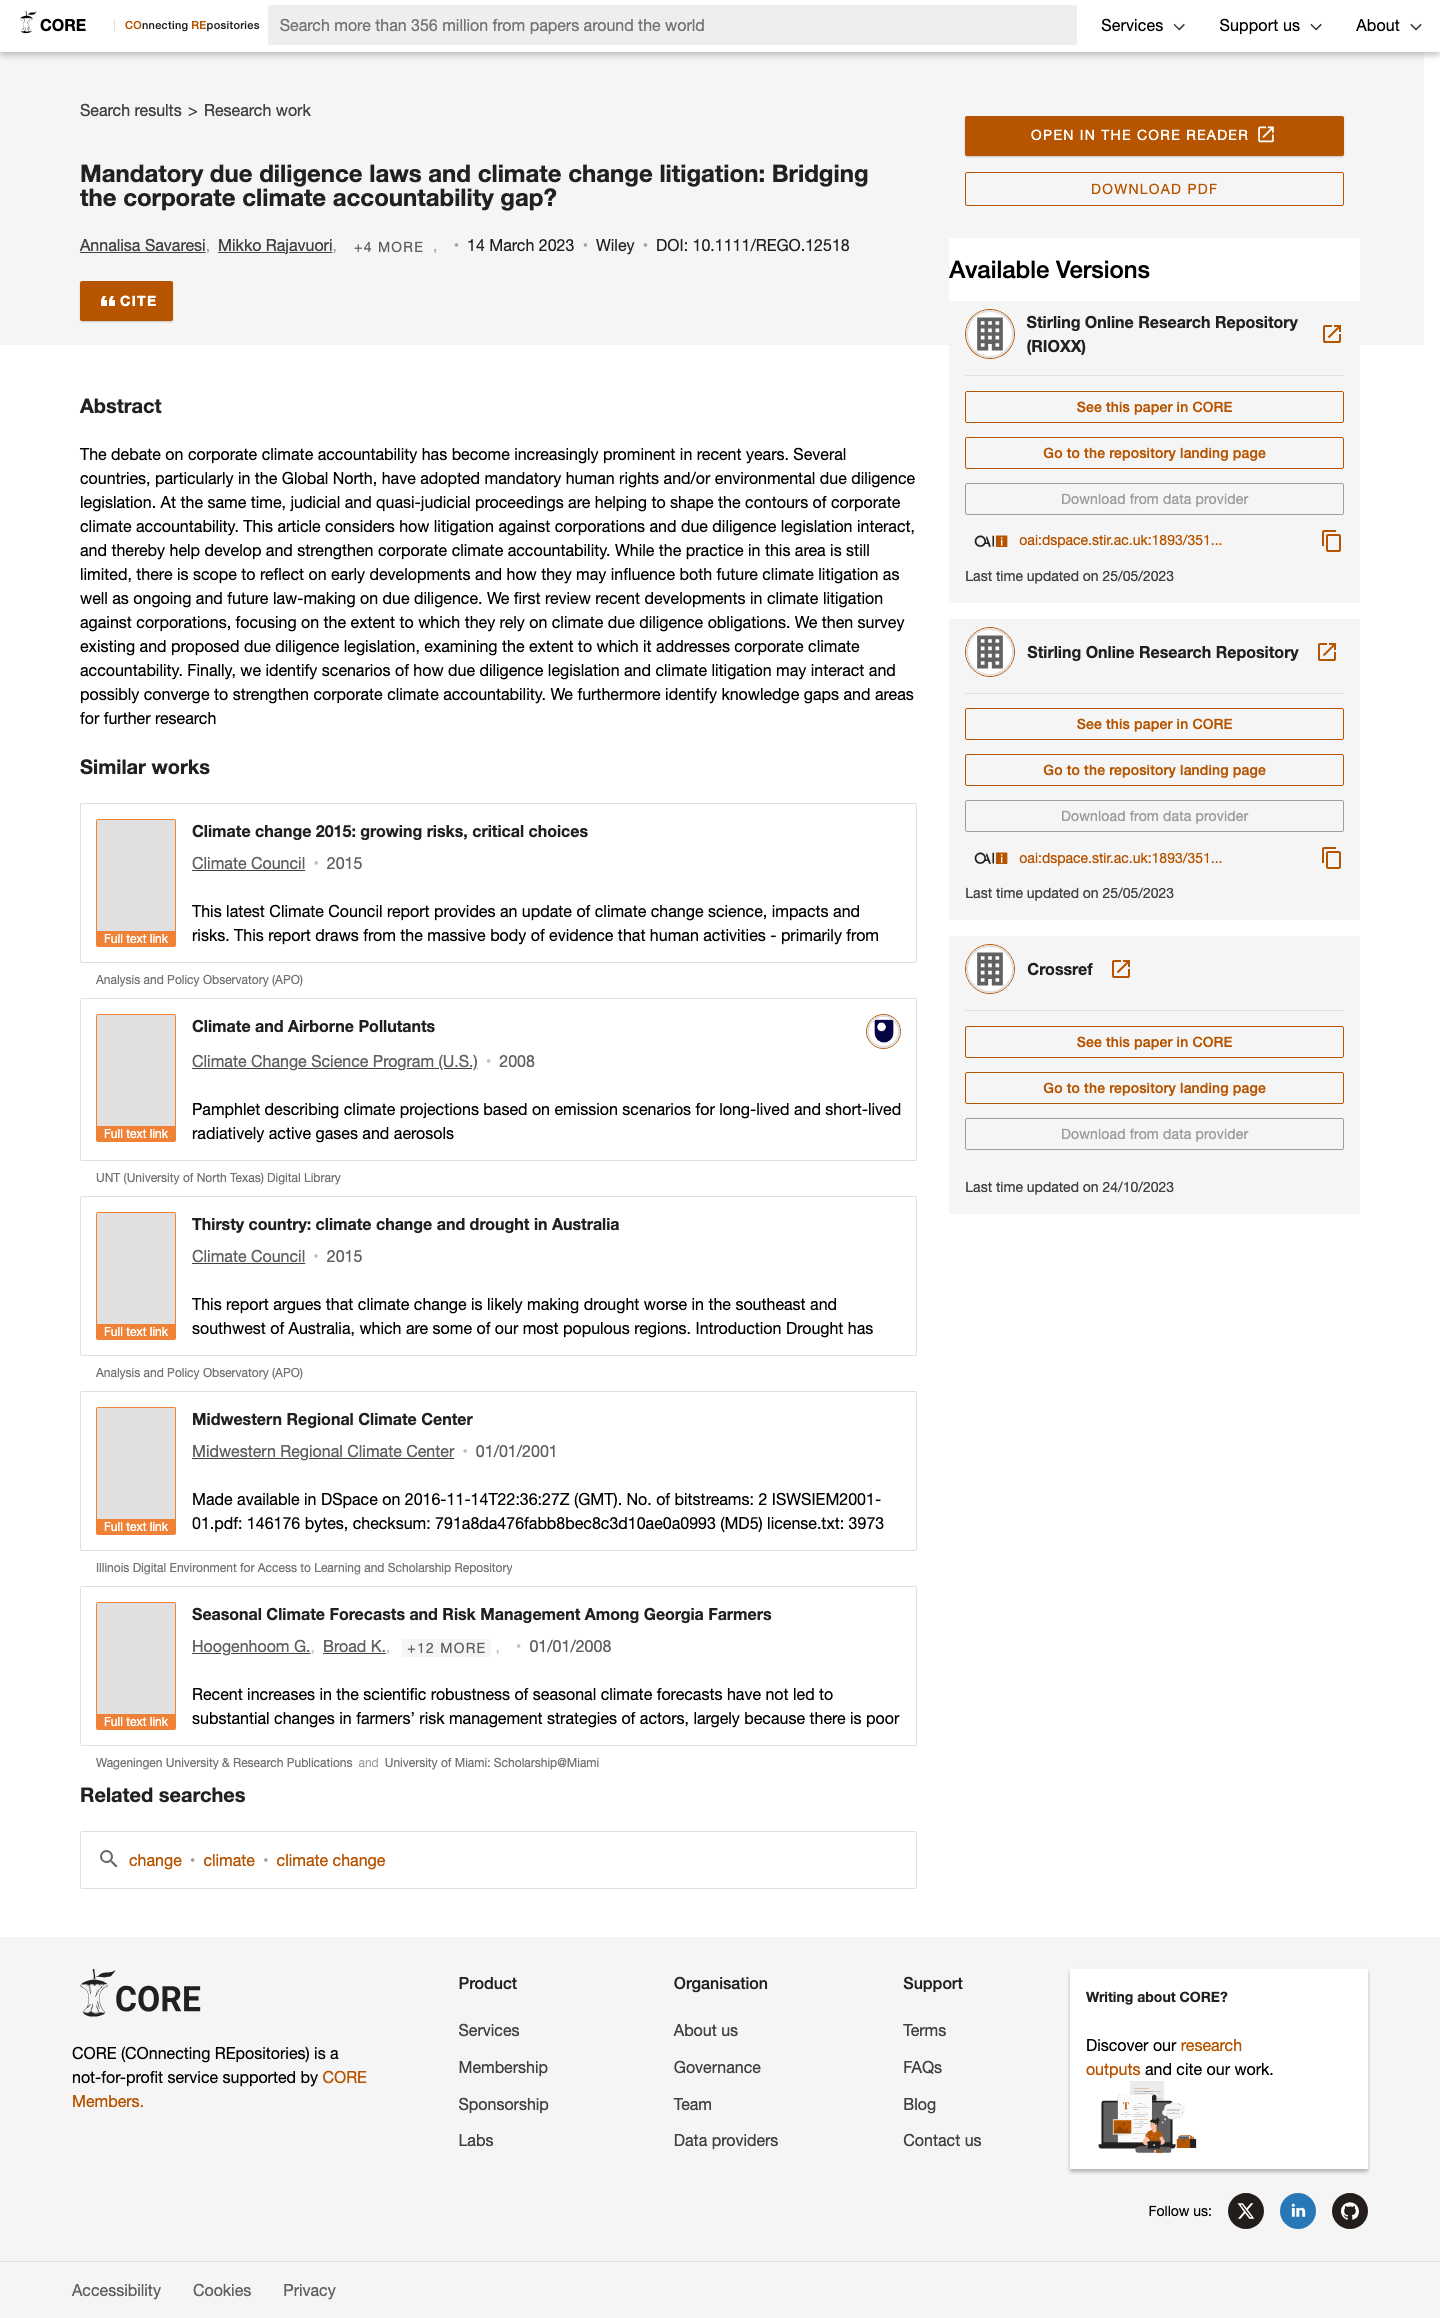 CORE
COnnecting REpositories
Search more than 356 million from papers around the world
Services
Support us
About
Search results > Research work
Mandatory due diligence laws and climate change litigation: Bridging
the corporate climate accountability gap?
Annalisa Savaresi, Mikko Rajavuori, +4 MORE , • 14 March 2023 • Wiley • DOI: 10.1111/REGO.12518
CITE
Abstract
The debate on corporate climate accountability has become increasingly prominent in recent years. Several
countries, particularly in the Global North, have adopted mandatory human rights and/or environmental due diligence
legislation. At the same time, judicial and quasi-judicial proceedings are helping to shape the contours of corporate
climate accountability. This article considers how litigation against corporations and due diligence legislation interact,
and thereby help develop and strengthen corporate climate accountability. While the practice in this area is still
limited, there is scope to reflect on early developments and how they may influence both future climate litigation as
well as ongoing and future law-making on due diligence. We first review recent developments in climate litigation
against corporations, focusing on the extent to which they rely on climate due diligence obligations. We then survey
existing and proposed due diligence legislation, examining the extent to which it addresses corporate climate
accountability. Finally, we identify scenarios of how due diligence legislation and climate litigation may interact and
possibly converge to strengthen corporate climate accountability. We furthermore identify knowledge gaps and areas
for further research
Similar works
Climate change 2015: growing risks, critical choices
Climate Council • 2015
This latest Climate Council report provides an update of climate change science, impacts and
risks. This report draws from the massive body of evidence that human activities - primarily from
Full text link
Analysis and Policy Observatory (APO)
Climate and Airborne Pollutants
Climate Change Science Program (U.S.) • 2008
Pamphlet describing climate projections based on emission scenarios for long-lived and short-lived
radiatively active gases and aerosols
Full text link
UNT (University of North Texas) Digital Library
Thirsty country: climate change and drought in Australia
Climate Council • 2015
This report argues that climate change is likely making drought worse in the southeast and
southwest of Australia, which are some of our most populous regions. Introduction Drought has
Full text link
Analysis and Policy Observatory (APO)
Midwestern Regional Climate Center
Midwestern Regional Climate Center • 01/01/2001
Made available in DSpace on 2016-11-14T22:36:27Z (GMT). No. of bitstreams: 2 ISWSIEM2001-
01.pdf: 146176 bytes, checksum: 791a8da476fabb8bec8c3d10ae0a0993 (MD5) license.txt: 3973
Full text link
Illinois Digital Environment for Access to Learning and Scholarship Repository
Seasonal Climate Forecasts and Risk Management Among Georgia Farmers
Hoogenhoom G., Broad K., +12 MORE , • 01/01/2008
Recent increases in the scientific robustness of seasonal climate forecasts have not led to
substantial changes in farmers’ risk management strategies of actors, largely because there is poor
Full text link
Wageningen University & Research Publications and University of Miami: Scholarship@Miami
Related searches
change • climate • climate change
OPEN IN THE CORE READER
DOWNLOAD PDF
Available Versions
Stirling Online Research Repository
(RIOXX)
See this paper in CORE
Go to the repository landing page
Download from data provider
OAI oai:dspace.stir.ac.uk:1893/351...
Last time updated on 25/05/2023
Stirling Online Research Repository
See this paper in CORE
Go to the repository landing page
Download from data provider
OAI oai:dspace.stir.ac.uk:1893/351...
Last time updated on 25/05/2023
Crossref
See this paper in CORE
Go to the repository landing page
Download from data provider
Last time updated on 24/10/2023
CORE
CORE (COnnecting REpositories) is a
not-for-profit service supported by CORE
Members.
Product
Services
Membership
Sponsorship
Labs
Organisation
About us
Governance
Team
Data providers
Support
Terms
FAQs
Blog
Contact us
Writing about CORE?
Discover our research
outputs and cite our work.
T
Follow us:
in
Accessibility
Cookies
Privacy